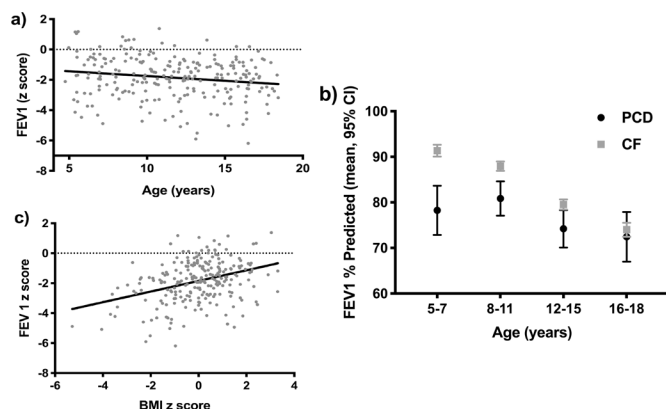 a)
2
0
-2
-4
-6
-8
FEV1 (z score)
5
10
15
20
Age (years)
b)
100
90
80
70
60
FEV1 % Predicted (mean, 95% CI)
PCD
CF
5-7
8-11
12-15
16-18
Age (years)
c)
2
0
-2
-4
-6
-8
FEV 1 z score
-6
-4
-2
0
2
4
BMI z score